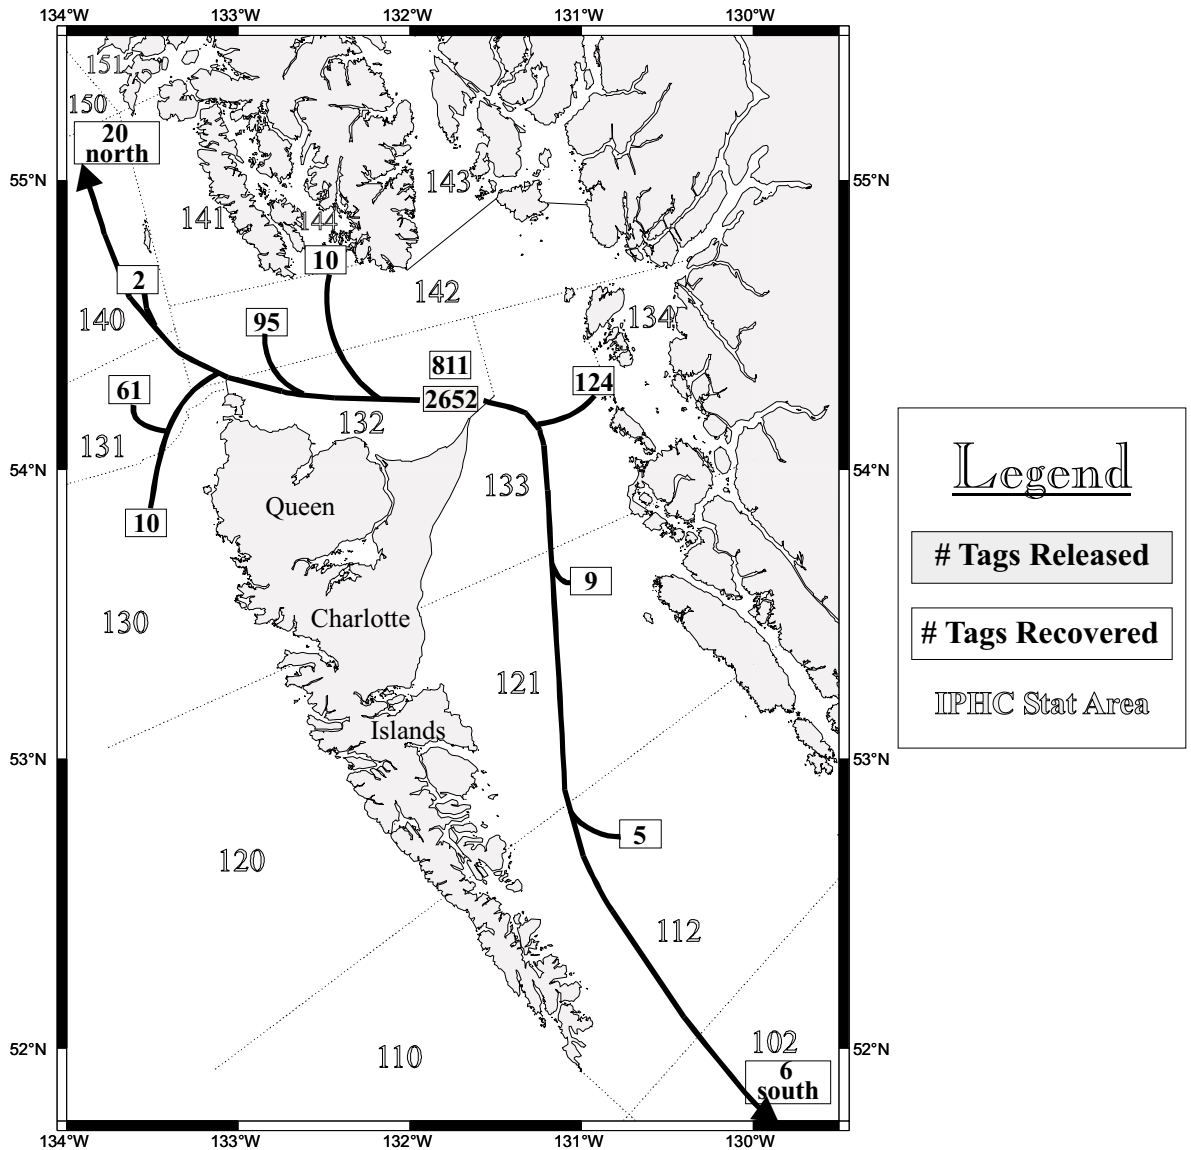 134°W 133°W 132°W 131°W 130°W
151
150
20
north
55°N
55°N
143
141
144
10
2
142
140
95
134
811
124
61
2652
132
131
54°N
54°N
133
Queen
10
9
Charlotte
130
121
Islands
53°N
53°N
5
120
112
102
52°N
52°N
110
6
south
134°W 133°W 132°W 131°W 130°W
Legend
# Tags Released
# Tags Recovered
IPHC Stat Area